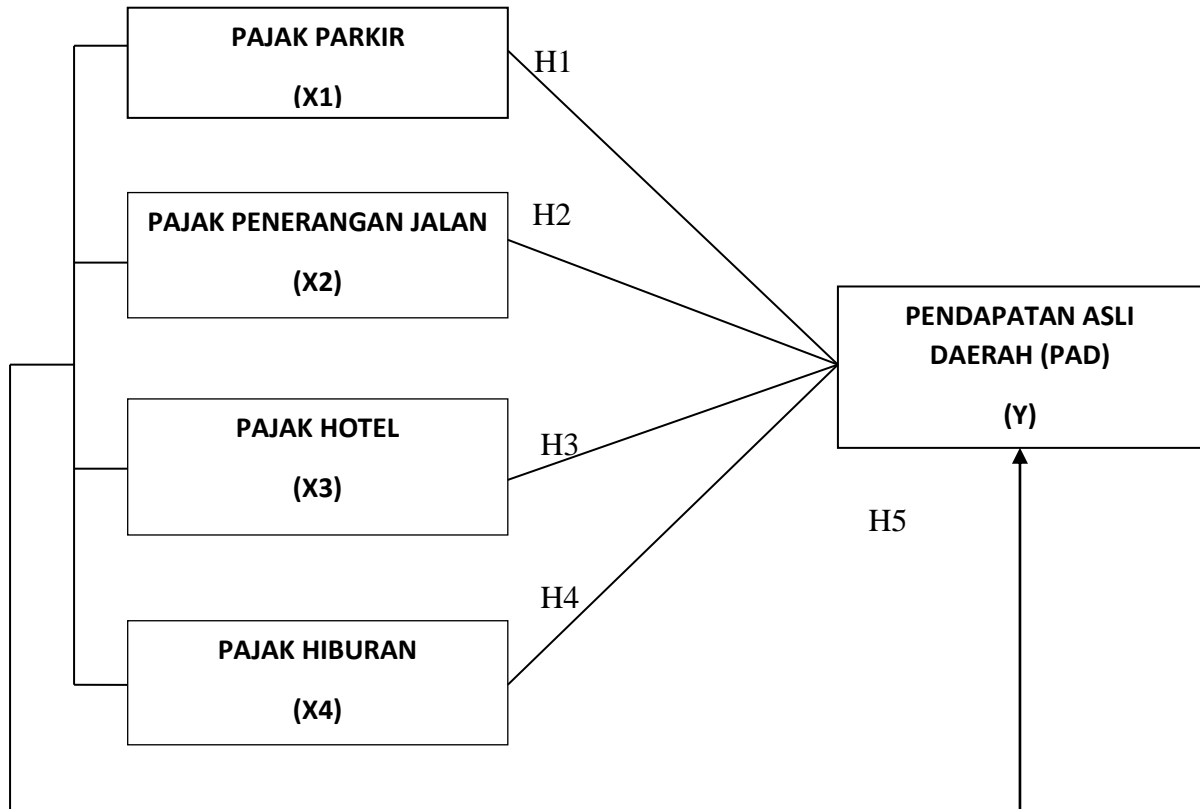 PAJAK PARKIR
(X1)
H1
PAJAK PENERANGAN JALAN
(X2)
H2
PENDAPATAN ASLI
DAERAH (PAD)
(Y)
PAJAK HOTEL
(X3)
H3
H5
PAJAK HIBURAN
(X4)
H4